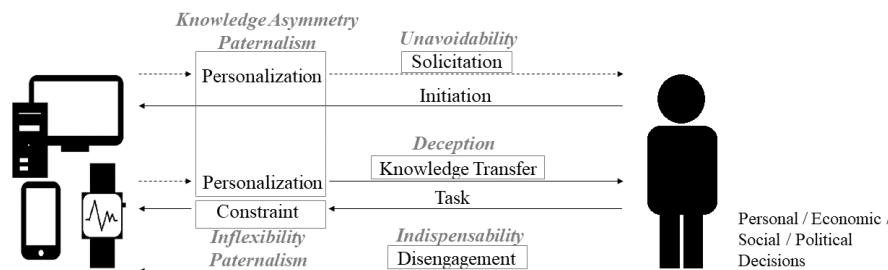 Knowledge Asymmetry
Paternalism
Unavoidability
Personalization
Solicitation
Initiation
Deception
Personalization
Knowledge Transfer
Constraint
Task
Inflexibility
Paternalism
Indispensability
Disengagement
Personal / Economic /
Social / Political
Decisions